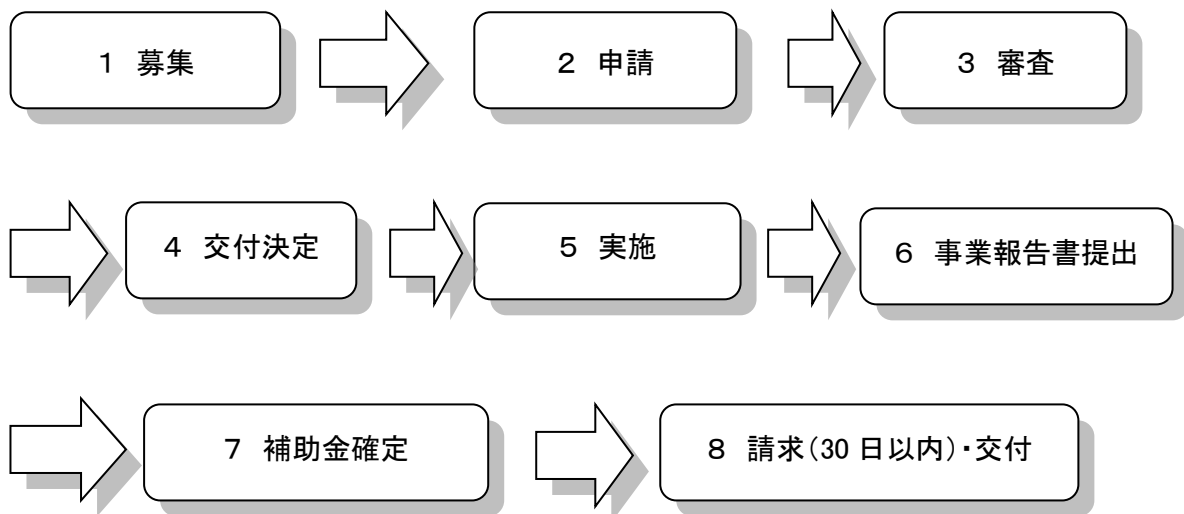 １ 募集
２ 申請
３ 審査
４ 交付決定
５ 実施
６ 事業報告書提出
７ 補助金確定
８ 請求（30 日以内）・交付